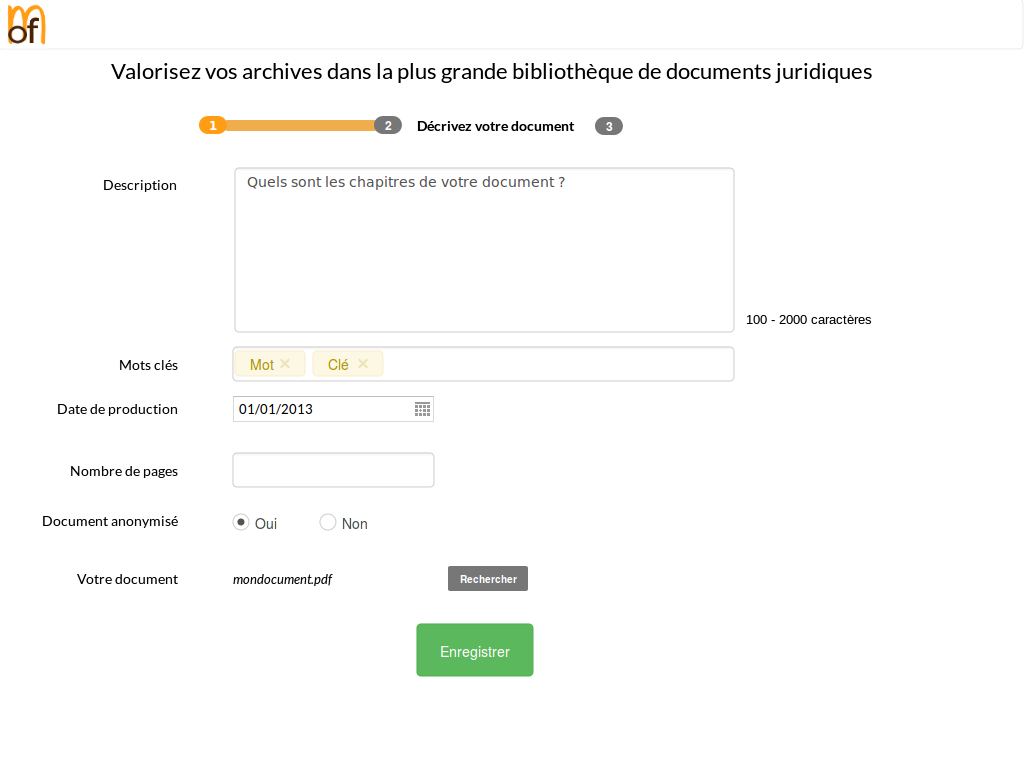 mof
Valorisez vos archives dans la plus grande bibliothèque de documents juridiques
1 2 Décrivez votre document 3
Description
Quels sont les chapitres de votre document ?
100 - 2000 caractères
Mots clés
Mot Clé
Date de production
01/01/2013
Nombre de pages
Document anonymisé
Oui Non
Votre document
mondocument.pdf
Rechercher
Enregistrer